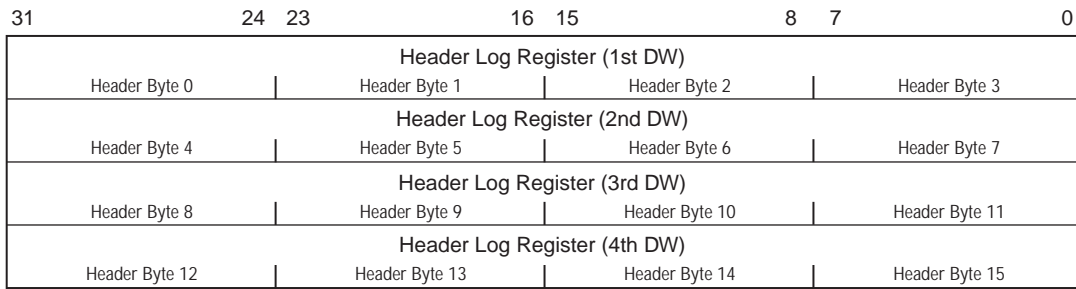 31 24 23 16 15 8 7 0
Header Log Register (1st DW)
Header Byte 0 Header Byte 1 Header Byte 2 Header Byte 3
Header Log Register (2nd DW)
Header Byte 4 Header Byte 5 Header Byte 6 Header Byte 7
Header Log Register (3rd DW)
Header Byte 8 Header Byte 9 Header Byte 10 Header Byte 11
Header Log Register (4th DW)
Header Byte 12 Header Byte 13 Header Byte 14 Header Byte 15